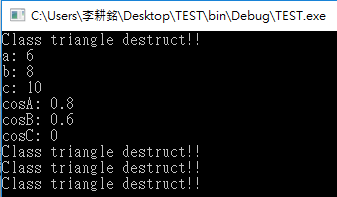 C:\Users\李耕銘\Desktop\TEST\bin\Debug\TEST.exe
Class triangle destruct!!
a: 6
b: 8
c: 10
cosA: 0.8
cosB: 0.6
cosC: 0
Class triangle destruct!!
Class triangle destruct!!
Class triangle destruct!!